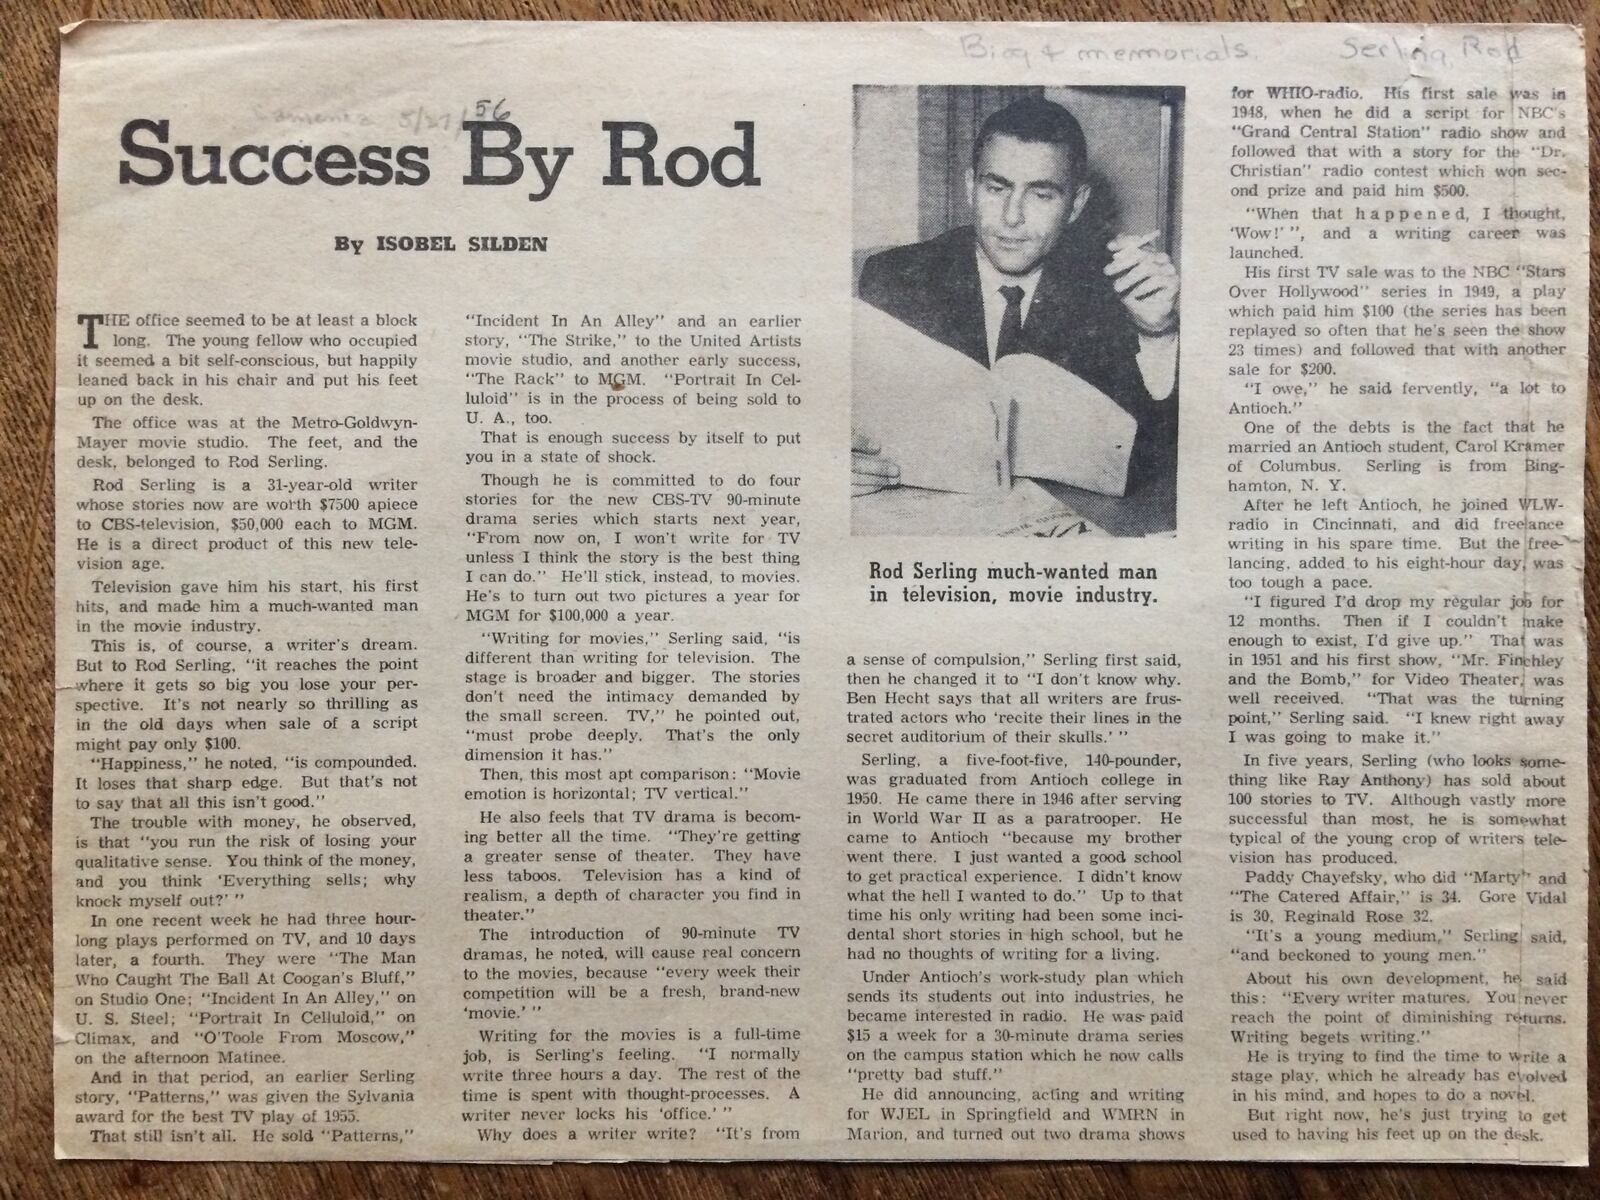 Biog & memorials.
Serling, Rod
5/27/56
Success By Rod
By ISOBEL SILDEN
THE office seemed to be at least a block
long. The young fellow who occupied
it seemed a bit self-conscious, but happily
leaned back in his chair and put his feet
up on the desk.
The office was at the Metro-Goldwyn-
Mayer movie studio. The feet, and the
desk, belonged to Rod Serling.
Rod Serling is a 31-year-old writer
whose stories now are worth $7500 apiece
to CBS-television, $50,000 each to MGM.
He is a direct product of this new tele-
vision age.
Television gave him his start, his first
hits, and made him a much-wanted man
in the movie industry.
This is, of course, a writer's dream.
But to Rod Serling, "it reaches the point
where it gets so big you lose your per-
spective. It's not nearly so thrilling as
in the old days when sale of a script
might pay only $100.
"Happiness," he noted, "is compounded.
It loses that sharp edge. But that's not
to say that all this isn't good."
The trouble with money, he observed,
is that "you run the risk of losing your
qualitative sense. You think of the money,
and you think 'Everything sells; why
knock myself out?' "
In one recent week he had three hour-
long plays performed on TV, and 10 days
later, a fourth. They were "The Man
Who Caught The Ball At Coogan's Bluff,"
on Studio One; "Incident In An Alley," on
U. S. Steel; "Portrait In Celluloid," on
Climax, and "O'Toole From Moscow,"
on the afternoon Matinee.
And in that period, an earlier Serling
story, "Patterns," was given the Sylvania
award for the best TV play of 1955.
That still isn't all. He sold "Patterns,"
"Incident In An Alley" and an earlier
story, "The Strike," to the United Artists
movie studio, and another early success,
"The Rack" to MGM. "Portrait In Cel-
luloid" is in the process of being sold to
U. A., too.
That is enough success by itself to put
you in a state of shock.
Though he is committed to do four
stories for the new CBS-TV 90-minute
drama series which starts next year,
"From now on, I won't write for TV
unless I think the story is the best thing
I can do." He'll stick, instead, to movies.
He's to turn out two pictures a year for
MGM for $100,000 a year.
"Writing for movies," Serling said, "is
different than writing for television. The
stage is broader and bigger. The stories
don't need the intimacy demanded by
the small screen. TV," he pointed out,
"must probe deeply. That's the only
dimension it has."
Then, this most apt comparison: "Movie
emotion is horizontal; TV vertical."
He also feels that TV drama is becom-
ing better all the time. "They're getting
a greater sense of theater. They have
less taboos. Television has a kind of
realism, a depth of character you find in
theater."
The introduction of 90-minute TV
dramas, he noted, will cause real concern
to the movies, because "every week their
competition will be a fresh, brand-new
'movie.' "
Writing for the movies is a full-time
job, is Serling's feeling. "I normally
write three hours a day. The rest of the
time is spent with thought-processes. A
writer never locks his 'office.' "
Why does a writer write? "It's from
Rod Serling much-wanted man
in television, movie industry.
a sense of compulsion," Serling first said,
then he changed it to "I don't know why.
Ben Hecht says that all writers are frus-
trated actors who 'recite their lines in the
secret auditorium of their skulls.' "
Serling, a five-foot-five, 140-pounder,
was graduated from Antioch college in
1950. He came there in 1946 after serving
in World War II as a paratrooper. He
came to Antioch "because my brother
went there. I just wanted a good school
to get practical experience. I didn't know
what the hell I wanted to do." Up to that
time his only writing had been some inci-
dental short stories in high school, but he
had no thoughts of writing for a living.
Under Antioch's work-study plan which
sends its students out into industries, he
became interested in radio. He was paid
$15 a week for a 30-minute drama series
on the campus station which he now calls
"pretty bad stuff."
He did announcing, acting and writing
for WJEL in Springfield and WMRN in
Marion, and turned out two drama shows
for WHIO-radio. His first sale was in
1948, when he did a script for NBC's
"Grand Central Station" radio show and
followed that with a story for the "Dr.
Christian" radio contest which won sec-
ond prize and paid him $500.
"When that happened, I thought,
'Wow!' ", and a writing career was
launched.
His first TV sale was to the NBC "Stars
Over Hollywood" series in 1949, a play
which paid him $100 (the series has been
replayed so often that he's seen the show
23 times) and followed that with another
sale for $200.
"I owe," he said fervently, "a lot to
Antioch."
One of the debts is the fact that he
married an Antioch student, Carol Kramer
of Columbus. Serling is from Bing-
hamton, N. Y.
After he left Antioch, he joined WLW-
radio in Cincinnati, and did freelance
writing in his spare time. But the free-
lancing, added to his eight-hour day, was
too tough a pace.
"I figured I'd drop my regular job for
12 months. Then if I couldn't make
enough to exist, I'd give up." That was
in 1951 and his first show, "Mr. Finchley
and the Bomb," for Video Theater, was
well received. "That was the turning
point," Serling said. "I knew right away
I was going to make it."
In five years, Serling (who looks some-
thing like Ray Anthony) has sold about
100 stories to TV. Although vastly more
successful than most, he is somewhat
typical of the young crop of writers tele-
vision has produced.
Paddy Chayefsky, who did "Marty" and
"The Catered Affair," is 34. Gore Vidal
is 30, Reginald Rose 32.
"It's a young medium," Serling said,
"and beckoned to young men."
About his own development, he said
this: "Every writer matures. You never
reach the point of diminishing returns.
Writing begets writing."
He is trying to find the time to write a
stage play, which he already has evolved
in his mind, and hopes to do a novel.
But right now, he's just trying to get
used to having his feet up on the desk.